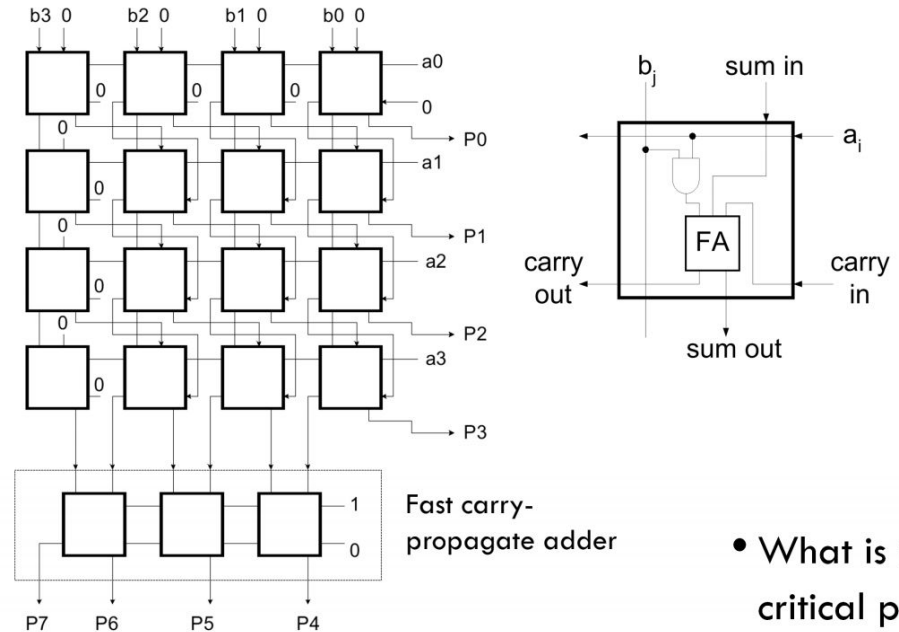 b3 0 b2 0 b1 0 b0 0
a0
0 0 0 0
0
P0
a1
0
P1
0
a2
0
P2
0
a3
0
P3
1
0
P7 P6 P5 P4
Fast carry-
propagate adder
bj sum in
ai
FA
carry
out
carry
in
sum out
• What is
critical p